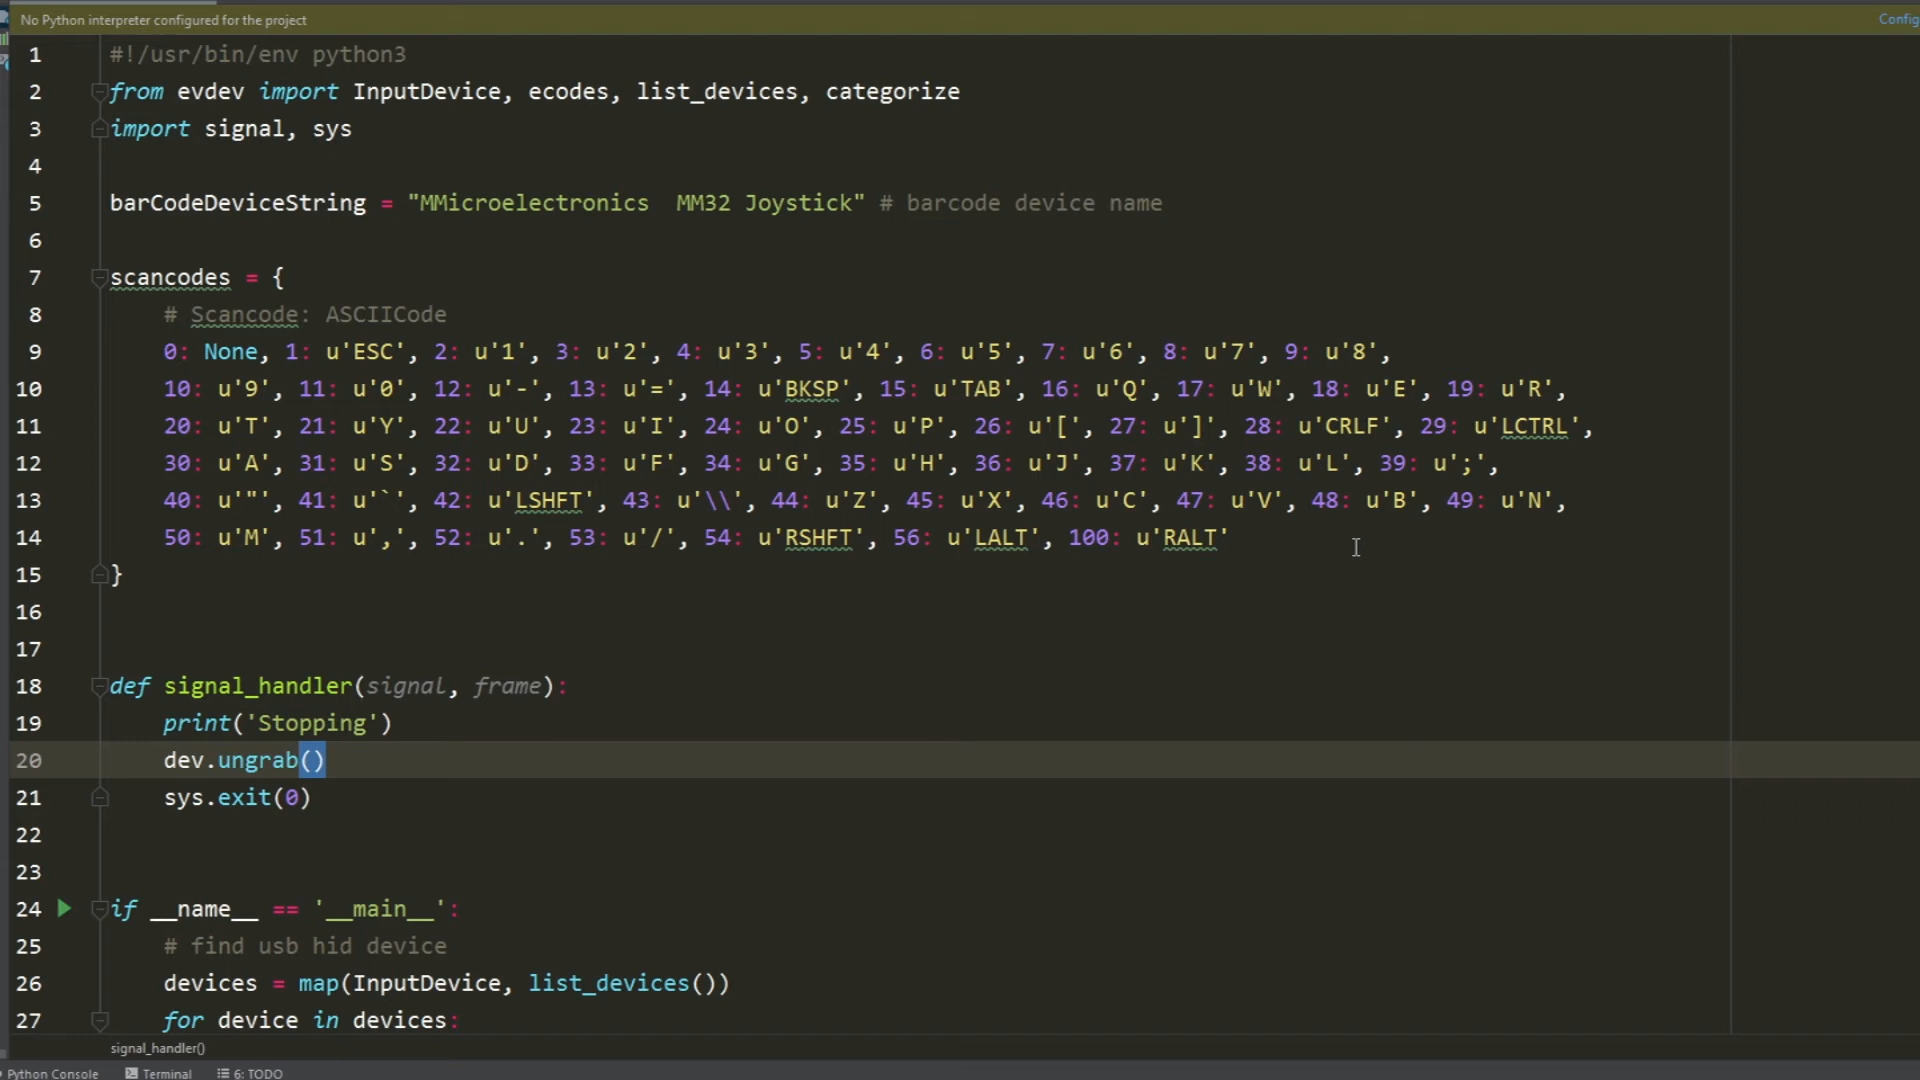 No Python interpreter configured for the project
Config
1 #!/usr/bin/env python3
2 from evdev import InputDevice, ecodes, list_devices, categorize
3 import signal, sys
4
5 barCodeDeviceString = "MMicroelectronics  MM32 Joystick" # barcode device name
6
7 scancodes = {
8     # Scancode: ASCIICode
9     0: None, 1: u'ESC', 2: u'1', 3: u'2', 4: u'3', 5: u'4', 6: u'5', 7: u'6', 8: u'7', 9: u'8',
10     10: u'9', 11: u'0', 12: u'-', 13: u'=', 14: u'BKSP', 15: u'TAB', 16: u'Q', 17: u'W', 18: u'E', 19: u'R',
11     20: u'T', 21: u'Y', 22: u'U', 23: u'I', 24: u'O', 25: u'P', 26: u'[', 27: u']', 28: u'CRLF', 29: u'LCTRL',
12     30: u'A', 31: u'S', 32: u'D', 33: u'F', 34: u'G', 35: u'H', 36: u'J', 37: u'K', 38: u'L', 39: u';',
13     40: u'"', 41: u'`', 42: u'LSHFT', 43: u'\\', 44: u'Z', 45: u'X', 46: u'C', 47: u'V', 48: u'B', 49: u'N',
14     50: u'M', 51: u',', 52: u'.', 53: u'/', 54: u'RSHFT', 56: u'LALT', 100: u'RALT'
15 }
16
17
18 def signal_handler(signal, frame):
19     print('Stopping')
20     dev.ungrab()
21     sys.exit(0)
22
23
24 if __name__ == '__main__':
25     # find usb hid device
26     devices = map(InputDevice, list_devices())
27     for device in devices:
signal_handler()
Python Console  Terminal  6: TODO